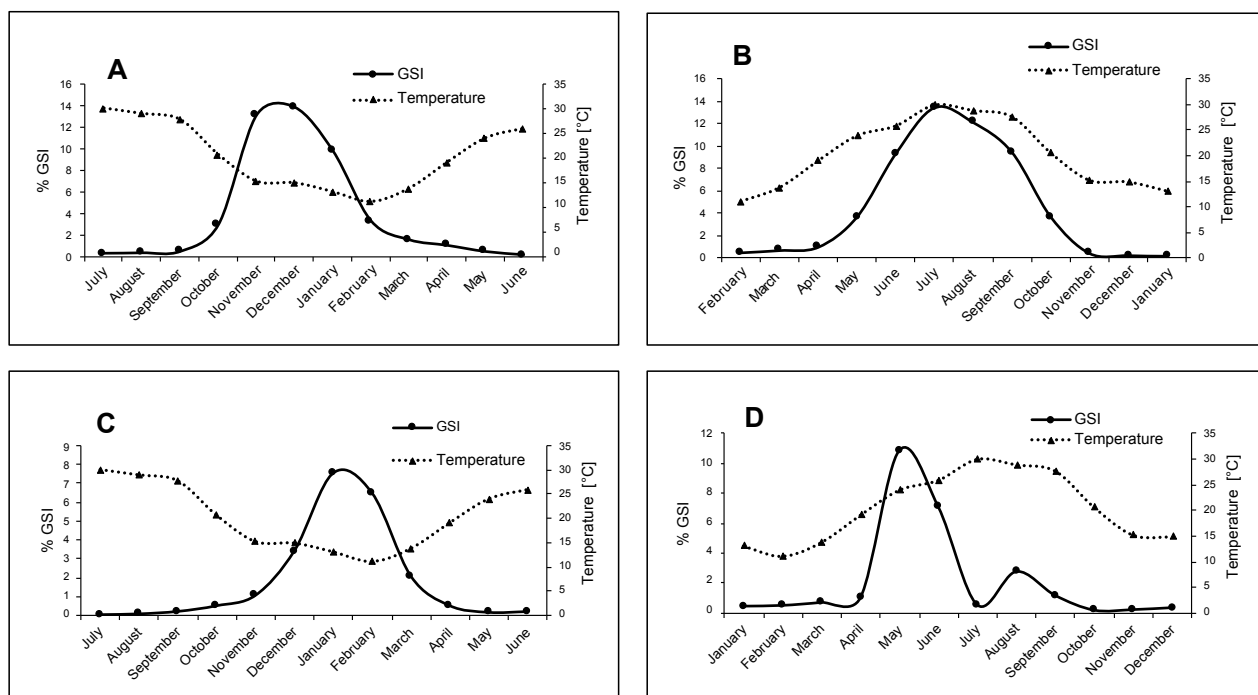 A
GSI
Temperature
16
14
12
10
8
6
4
2
0
% GSI
35
30
25
20
15
10
5
0
Temperature [°C]
July
August
September
October
November
December
January
February
March
April
May
June
B
GSI
Temperature
16
14
12
10
8
6
4
2
0
% GSI
35
30
25
20
15
10
5
0
Temperature [°C]
February
March
April
May
June
July
August
September
October
November
December
January
C
GSI
Temperature
9
8
7
6
5
4
3
2
1
0
% GSI
35
30
25
20
15
10
5
0
Temperature [°C]
July
August
September
October
November
December
January
February
March
April
May
June
D
GSI
Temperature
12
10
8
6
4
2
0
% GSI
35
30
25
20
15
10
5
0
Temperature [°C]
January
February
March
April
May
June
July
August
September
October
November
December